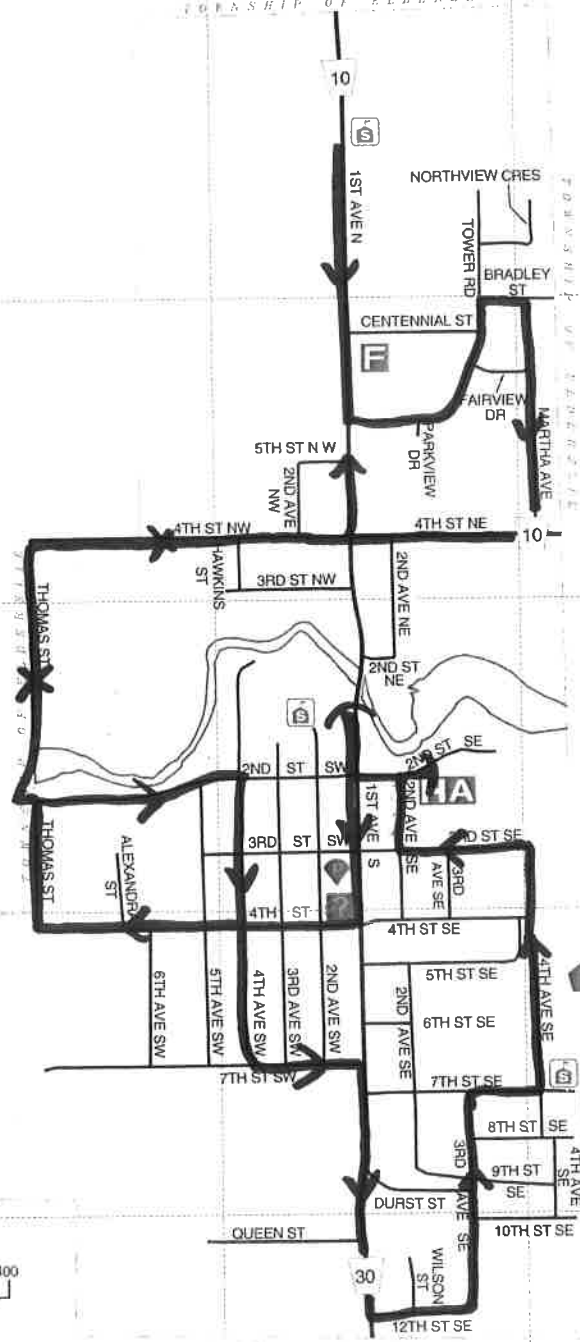 TOWNSHIP OF
10
S
NORTHVIEW CRES
1ST AVE N
TOWER RD
BRADLEY
ST
CENTENNIAL ST
F
FAIRVIEW
DR
PARKVIEW
DR
MARTHA AVE
5TH ST N W
2ND AVE
NW
4TH ST NW
4TH ST NE
10
HAWKINS
ST
3RD ST NW
2ND AVE NE
THOMAS ST
2ND ST
NE
S
2ND ST SW
2ND ST SE
HA
1ST AVE S
2ND AVE SE
3RD ST SW
3RD
AVE SE
THOMAS ST
ALEXANDRA
ST
4TH ST
?
4TH ST SE
5TH ST SE
4TH AVE SE
6TH AVE SW
5TH AVE SW
4TH AVE SW
3RD AVE SW
2ND AVE SW
2ND AVE SE
6TH ST SE
7TH ST SW
7TH ST SE
S
8TH ST SE
3RD AVE SE
9TH ST
SE
4TH AVE
SE
DURST ST
10TH ST SE
QUEEN ST
30
WILSON
ST
12TH ST SE